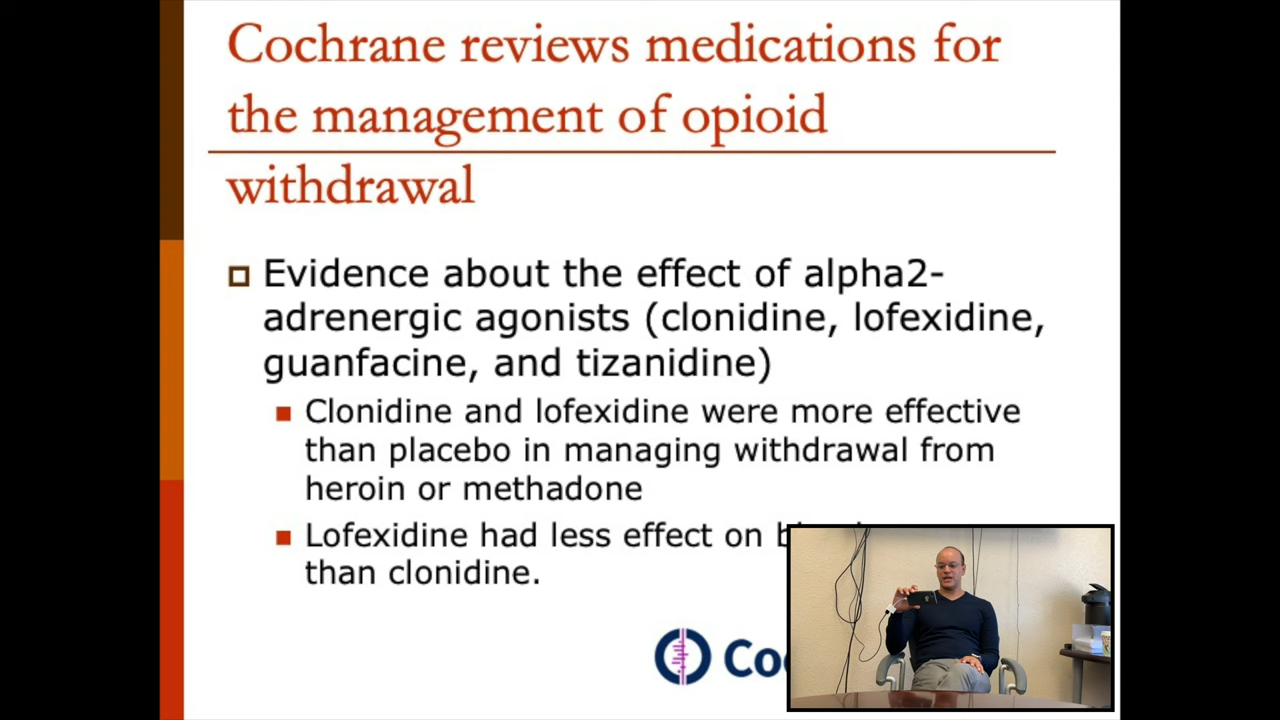 Cochrane reviews medications for
the management of opioid
withdrawal
Evidence about the effect of alpha2-
adrenergic agonists (clonidine, lofexidine,
guanfacine, and tizanidine)
Clonidine and lofexidine were more effective
than placebo in managing withdrawal from
heroin or methadone
Lofexidine had less effect on
than clonidine.